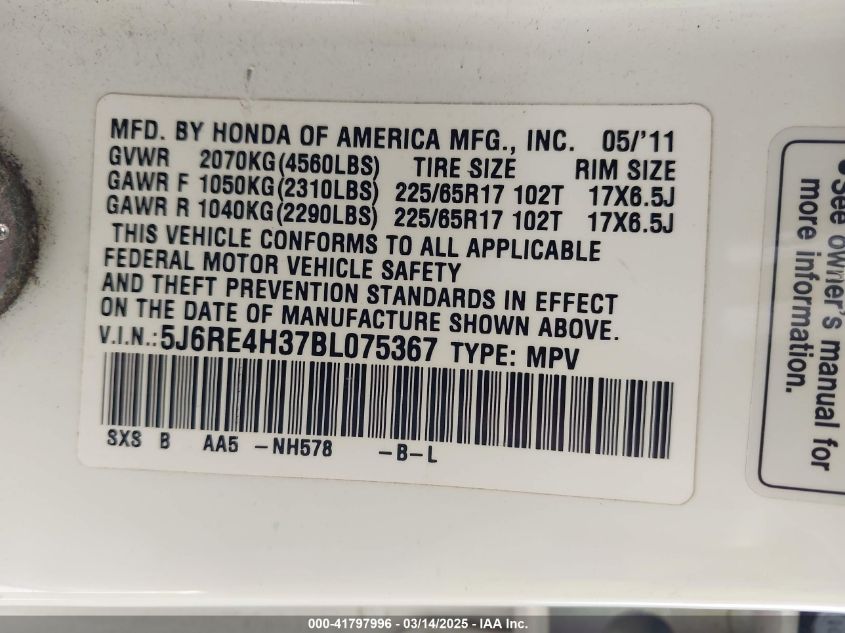 MFD. BY HONDA OF AMERICA MFG., INC. 05/'11
GVWR 2070KG(4560LBS) TIRE SIZE RIM SIZE
GAWR F 1050KG(2310LBS) 225/65R17 102T 17X6.5J
GAWR R 1040KG(2290LBS) 225/65R17 102T 17X6.5J
THIS VEHICLE CONFORMS TO ALL APPLICABLE
FEDERAL MOTOR VEHICLE SAFETY
AND THEFT PREVENTION STANDARDS IN EFFECT
ON THE DATE OF MANUFACTURE SHOWN ABOVE.
V.I.N.: 5J6RE4H37BL075367 TYPE: MPV
SXS B AA5 -NH578 -B-L
•See owner's manual for
more information.
000-41797996 - 03/14/2025 - IAA Inc.